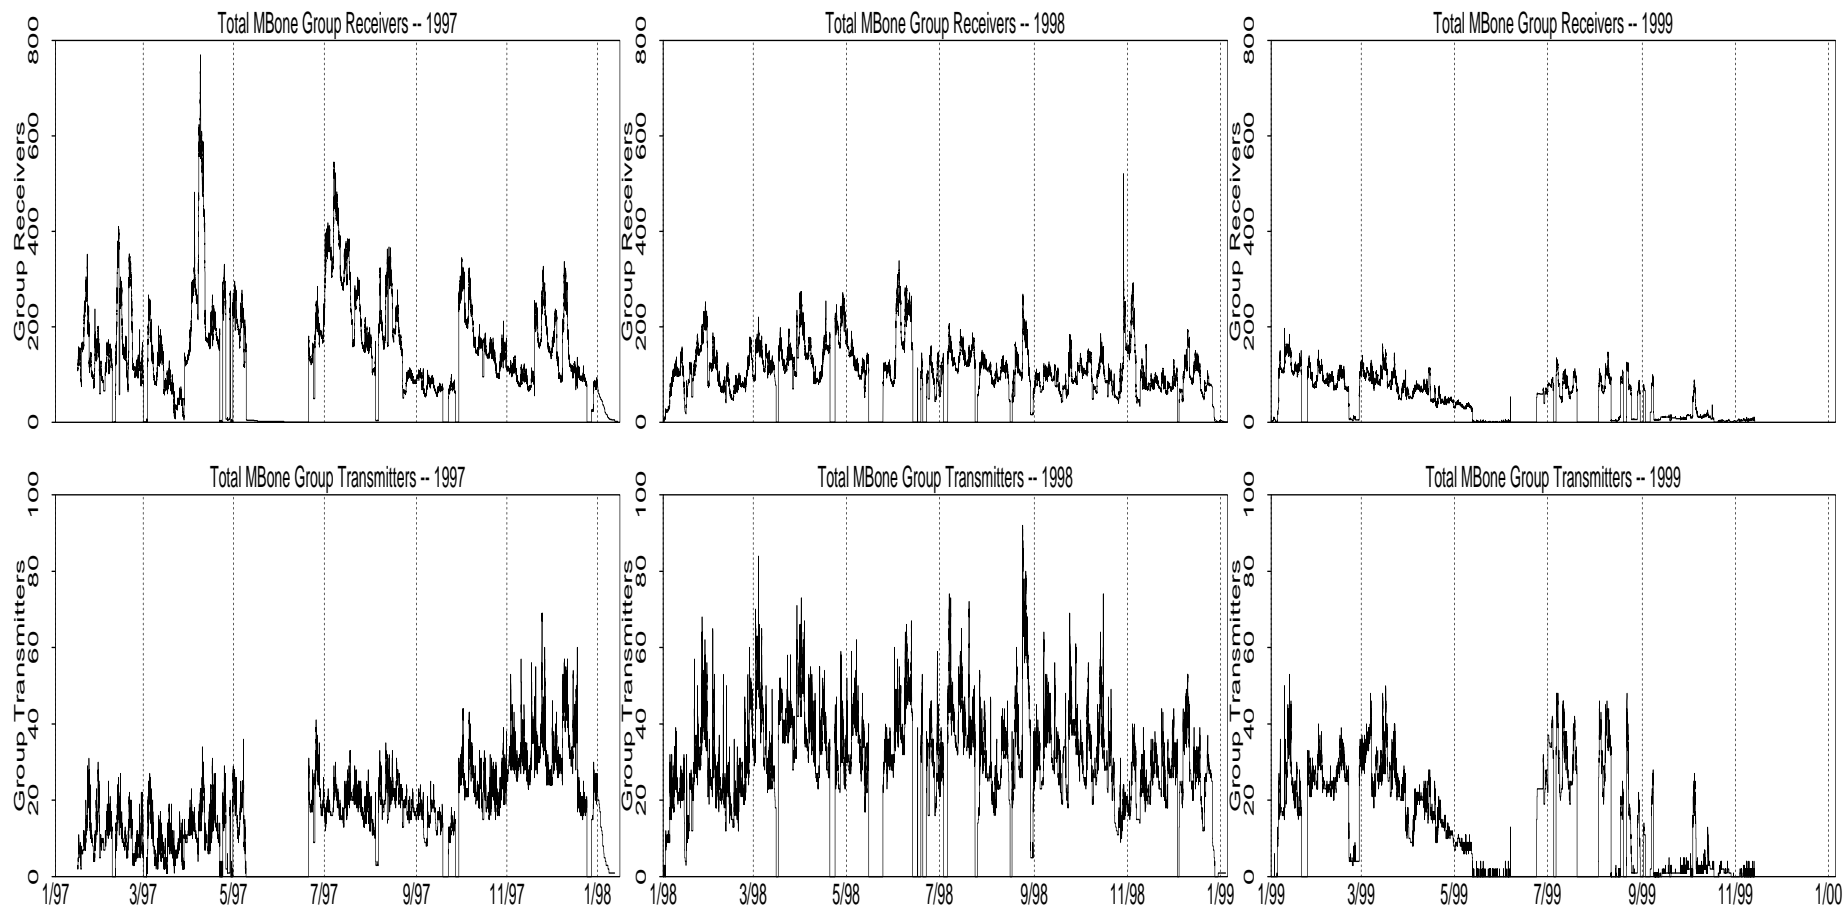 Total MBone Group Receivers -- 1997
Group Receivers
0 200 400 600 800
Total MBone Group Receivers -- 1998
Group Receivers
0 200 400 600 800
Total MBone Group Receivers -- 1999
Group Receivers
0 200 400 600 800
Total MBone Group Transmitters -- 1997
Group Transmitters
0 20 40 60 80 100
1/97 3/97 5/97 7/97 9/97 11/97 1/98
Total MBone Group Transmitters -- 1998
Group Transmitters
0 20 40 60 80 100
1/98 3/98 5/98 7/98 9/98 11/98 1/99
Total MBone Group Transmitters -- 1999
Group Transmitters
0 20 40 60 80 100
1/99 3/99 5/99 7/99 9/99 11/99 1/00